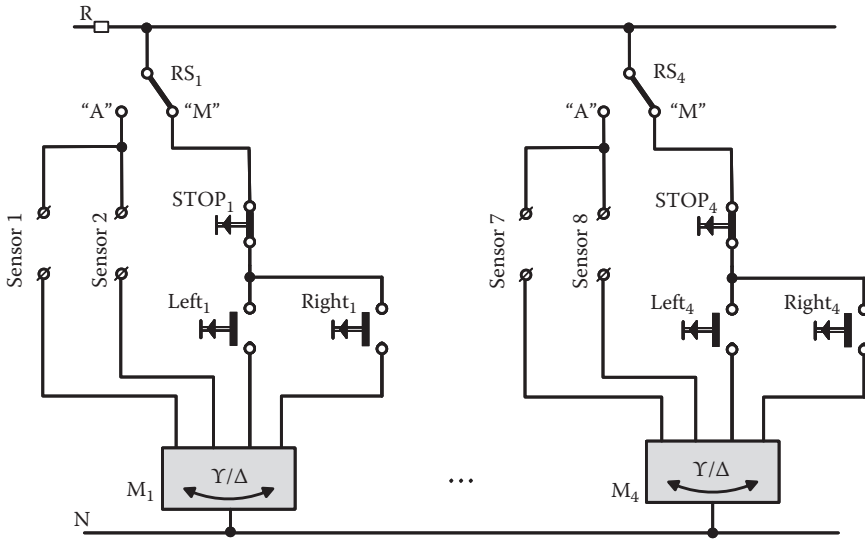 R
RS1 RS4
"A" "M" "A" "M"
STOP1 STOP4
Sensor 1 Sensor 2 Sensor 7 Sensor 8
Left1 Right1 Left4 Right4
ϒ/Δ ϒ/Δ
M1 ... M4
N